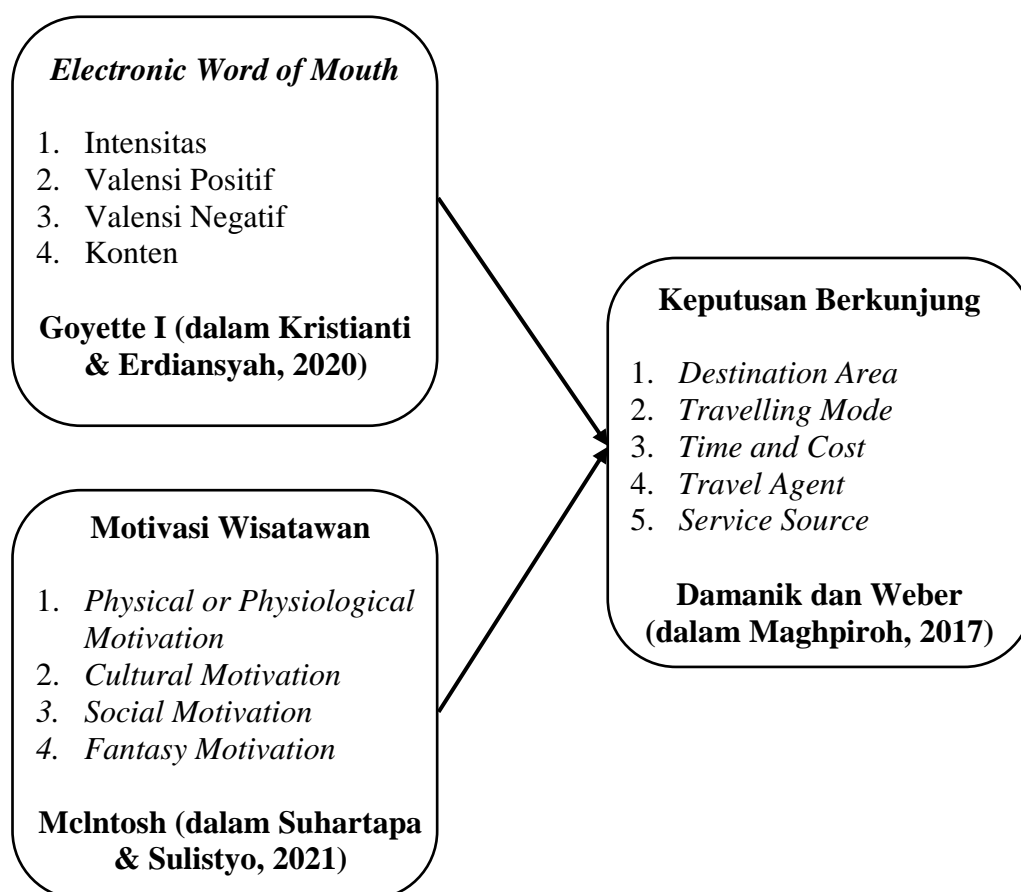 Electronic Word of Mouth
1. Intensitas
2. Valensi Positif
3. Valensi Negatif
4. Konten
Goyette I (dalam Kristianti
& Erdiansyah, 2020)
Motivasi Wisatawan
1. Physical or Physiological
Motivation
2. Cultural Motivation
3. Social Motivation
4. Fantasy Motivation
Mclntosh (dalam Suhartapa
& Sulistyo, 2021)
Keputusan Berkunjung
1. Destination Area
2. Travelling Mode
3. Time and Cost
4. Travel Agent
5. Service Source
Damanik dan Weber
(dalam Maghpiroh, 2017)